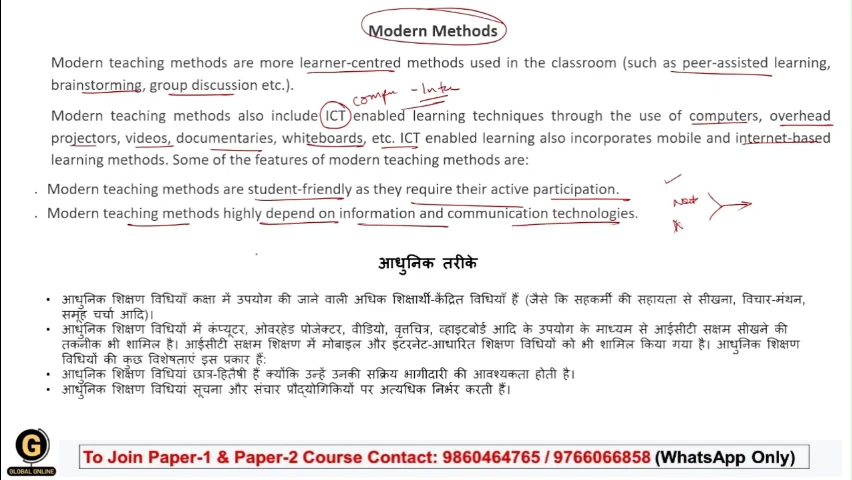 Modern Methods
Modern teaching methods are more learner-centred methods used in the classroom (such as peer-assisted learning,
brainstorming, group discussion etc.).
Modern teaching methods also include ICT enabled learning techniques through the use of computers, overhead
projectors, videos, documentaries, whiteboards, etc. ICT enabled learning also incorporates mobile and internet-based
learning methods. Some of the features of modern teaching methods are:
Modern teaching methods are student-friendly as they require their active participation.
Modern teaching methods highly depend on information and communication technologies.
आधुनिक तरीके
• आधुनिक शिक्षण विधियाँ कक्षा में उपयोग की जाने वाली अधिक शिक्षार्थी-केंद्रित विधियाँ हैं (जैसे कि सहकर्मी की सहायता से सीखना, विचार-मंथन,
समूह चर्चा आदि)।
• आधुनिक शिक्षण विधियों में कंप्यूटर, ओवरहेड प्रोजेक्टर, वीडियो, वृत्तचित्र, व्हाइटबोर्ड आदि के उपयोग के माध्यम से आईसीटी सक्षम सीखने की
तकनीक भी शामिल है। आईसीटी सक्षम शिक्षण में मोबाइल और इंटरनेट-आधारित शिक्षण विधियों को भी शामिल किया गया है। आधुनिक शिक्षण
विधियों की कुछ विशेषताएं इस प्रकार हैं:
• आधुनिक शिक्षण विधियां छात्र-हितैषी हैं क्योंकि उन्हें उनकी सक्रिय भागीदारी की आवश्यकता होती है।
• आधुनिक शिक्षण विधियां सूचना और संचार प्रौद्योगिकियों पर अत्यधिक निर्भर करती हैं।
G
GLOBAL ONLINE
To Join Paper-1 & Paper-2 Course Contact: 9860464765 / 9766066858 (WhatsApp Only)